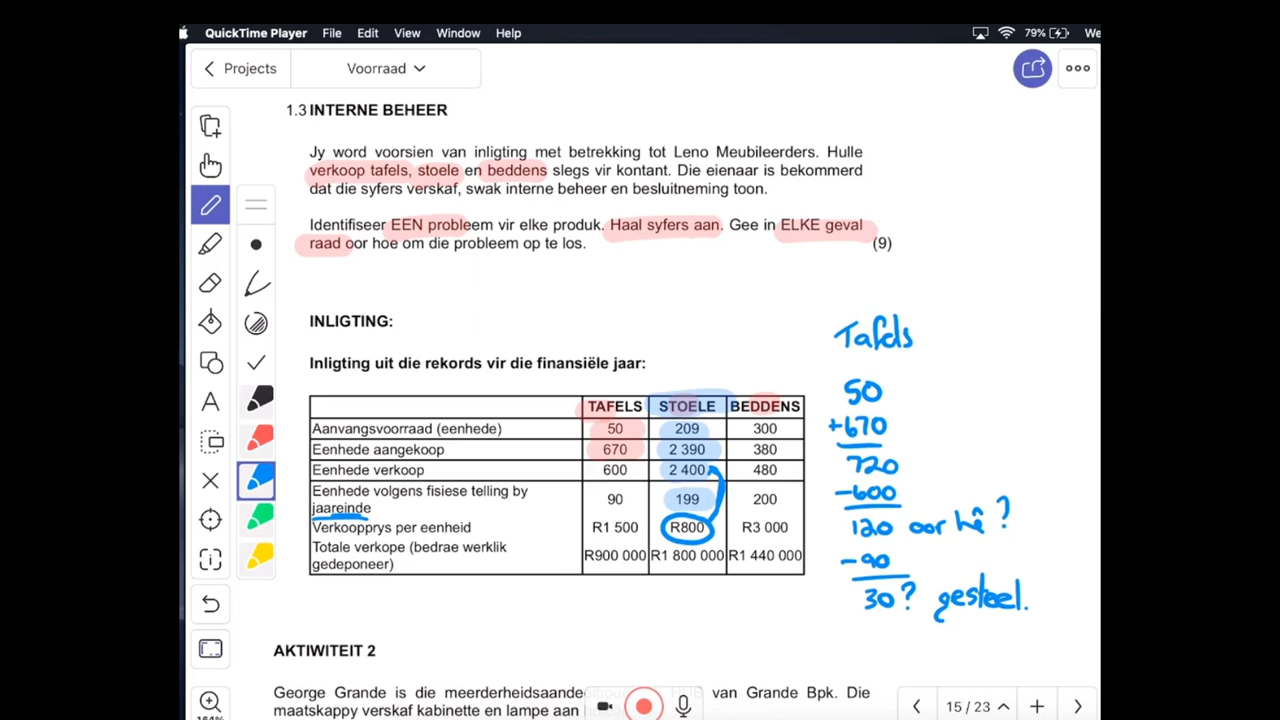 QuickTime Player File Edit View Window Help 79% We
Projects Voorraad
1.3 INTERNE BEHEER
Jy word voorsien van inligting met betrekking tot Leno Meubileerders. Hulle
verkoop tafels, stoele en beddens slegs vir kontant. Die eienaar is bekommerd
dat die syfers verskaf, swak interne beheer en besluitneming toon.
Identifiseer EEN probleem vir elke produk. Haal syfers aan. Gee in ELKE geval
raad oor hoe om die probleem op te los. (9)
INLIGTING:
Inligting uit die rekords vir die finansiële jaar:
TAFELS STOELE BEDDENS
Aanvangsvoorraad (eenhede) 50 209 300
Eenhede aangekoop 670 2 390 380
Eenhede verkoop 600 2 400 480
Eenhede volgens fisiese telling by
jaareinde 90 199 200
Verkoopprys per eenheid R1 500 R800 R3 000
Totale verkope (bedrae werklik
gedeponeer) R900 000 R1 800 000 R1 440 000
Tafels
50
+670
720
-600
120 oor hê?
-90
30? gesteel.
AKTIWITEIT 2
George Grande is die van Grande Bpk. Die
maatskappy verskaf kabinette en lampe aan
15 / 23
A